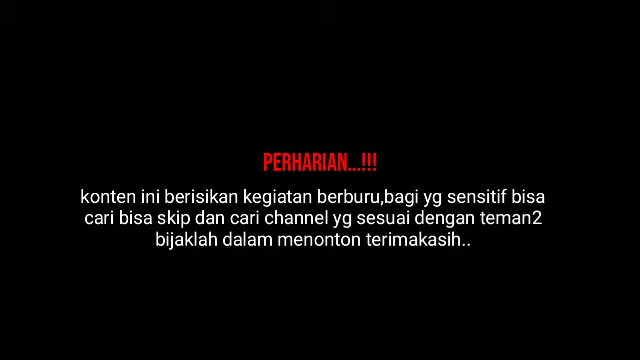 PERHARIAN...!!!
konten ini berisikan kegiatan berburu,bagi yg sensitif bisa
cari bisa skip dan cari channel yg sesuai dengan teman2
bijaklah dalam menonton terimakasih..